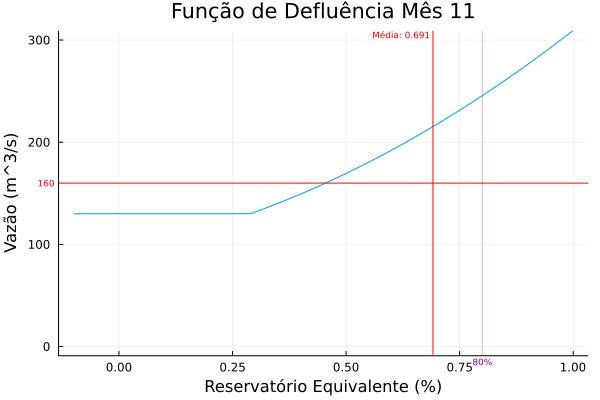 Função de Defluência Mês 11
Média: 0.691
300
200
160
100
0
Vazão (m^3/s)
0.00
0.25
0.50
0.75
80%
1.00
Reservatório Equivalente (%)